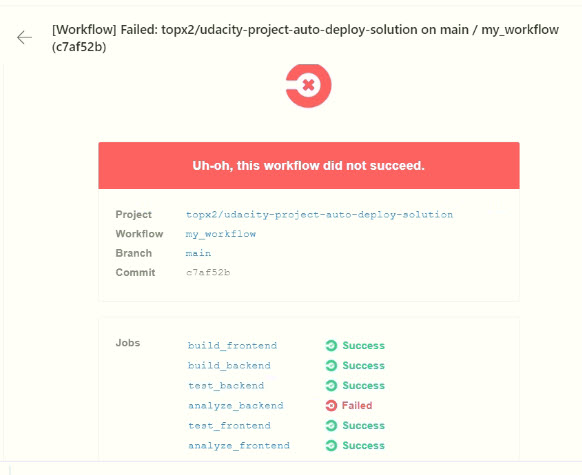 [Workflow] Failed: topx2/udacity-project-auto-deploy-solution on main / my_workflow
(c7af52b)
Uh-oh, this workflow did not succeed.
Project topx2/udacity-project-auto-deploy-solution
Workflow my_workflow
Branch main
Commit c7af52b
Jobs build_frontend Success
build_backend Success
test_backend Success
analyze_backend Failed
test_frontend Success
analyze_frontend Success